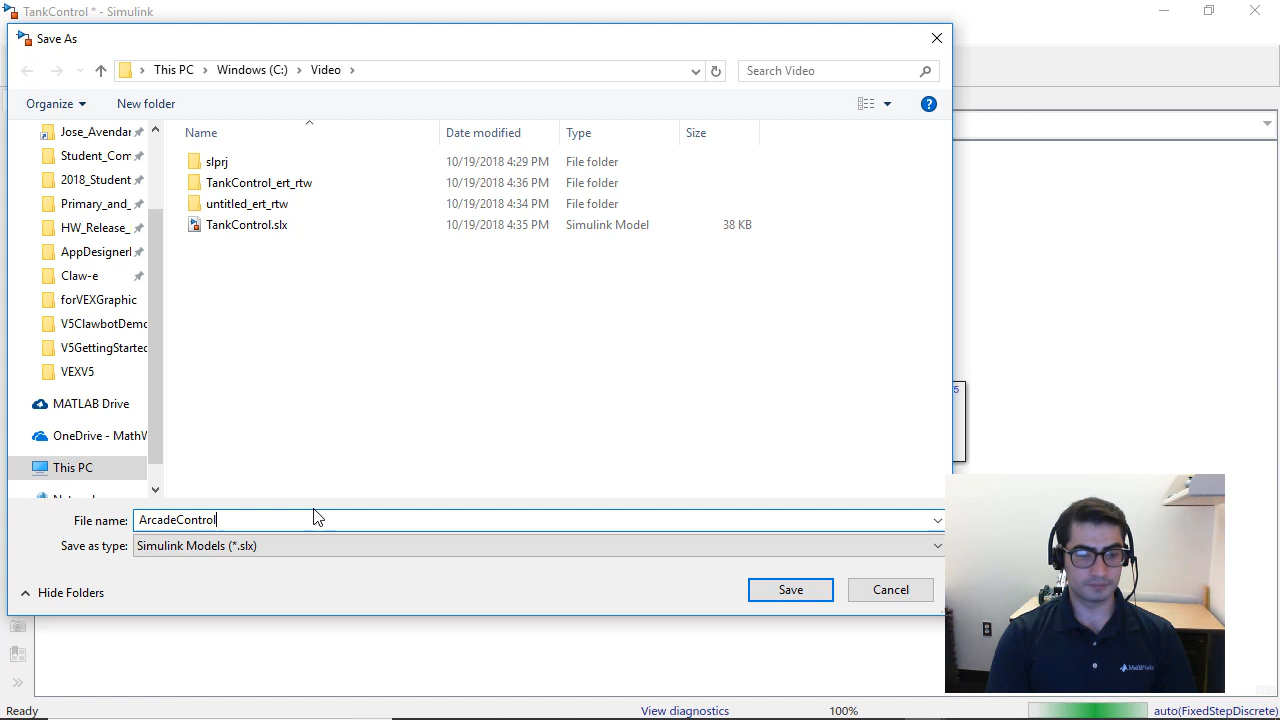 TankControl * - Simulink
Save As
This PC > Windows (C:) > Video >
Search Video
Organize
New folder
Name Date modified Type Size
Jose_Avendar
Student_Com
2018_Student
Primary_and_
HW_Release_
AppDesignerl
Claw-e
forVEXGraphic
V5ClawbotDemo
V5GettingStarted
VEXV5
MATLAB Drive
OneDrive - MathW
This PC
slprj 10/19/2018 4:29 PM File folder
TankControl_ert_rtw 10/19/2018 4:36 PM File folder
untitled_ert_rtw 10/19/2018 4:34 PM File folder
TankControl.slx 10/19/2018 4:35 PM Simulink Model 38 KB
File name: ArcadeControl
Save as type: Simulink Models (*.slx)
Hide Folders
Save
Cancel
MathWorks
Ready
View diagnostics
100%
auto(FixedStepDiscrete)